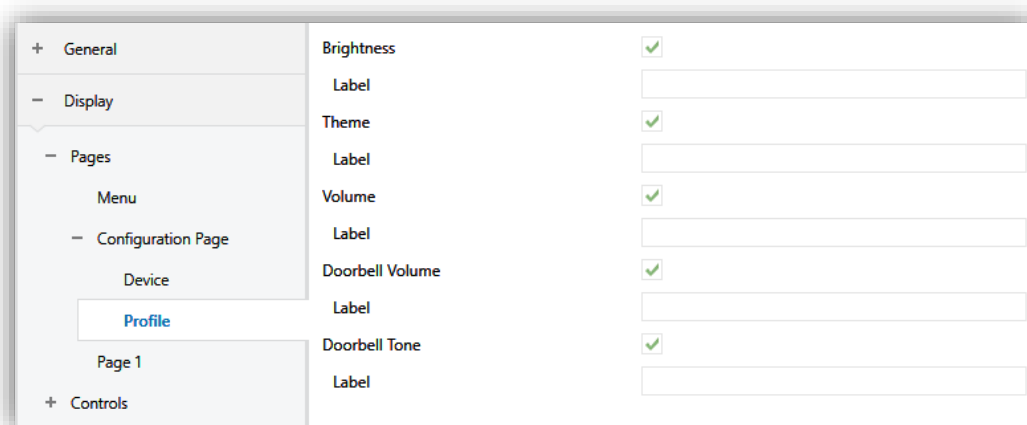 + General
− Display
− Pages
Menu
− Configuration Page
Device
Profile
Page 1
+ Controls
Brightness
Label
Theme
Label
Volume
Label
Doorbell Volume
Label
Doorbell Tone
Label